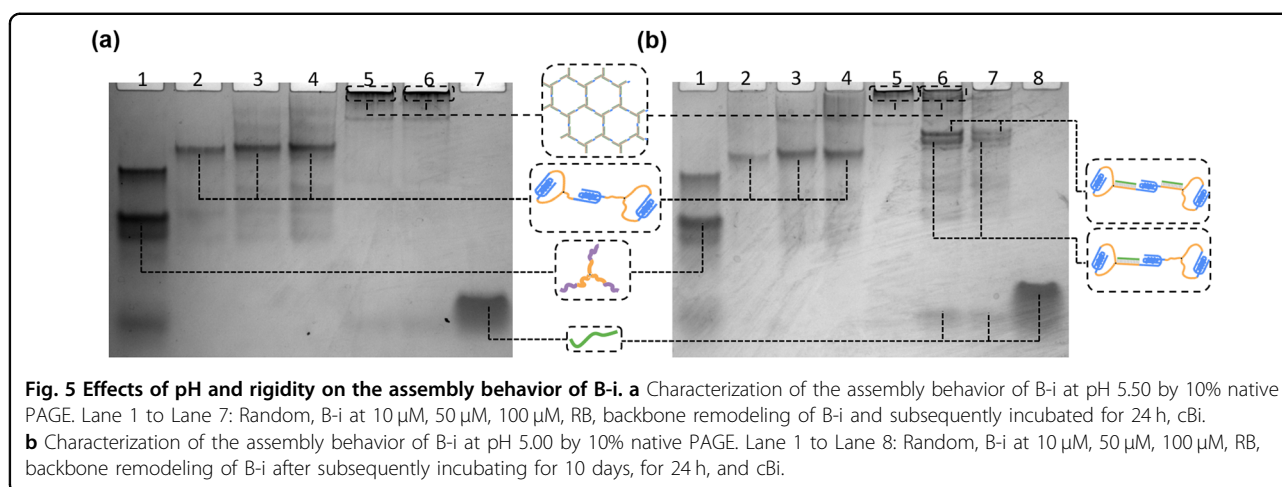 (a)
(b)
1 2 3 4 5 6 7
1 2 3 4 5 6 7 8
Fig. 5 Effects of pH and rigidity on the assembly behavior of B-i. a Characterization of the assembly behavior of B-i at pH 5.50 by 10% native
PAGE. Lane 1 to Lane 7: Random, B-i at 10 μM, 50 μM, 100 μM, RB, backbone remodeling of B-i and subsequently incubated for 24 h, cBi.
b Characterization of the assembly behavior of B-i at pH 5.00 by 10% native PAGE. Lane 1 to Lane 8: Random, B-i at 10 μM, 50 μM, 100 μM, RB,
backbone remodeling of B-i after subsequently incubating for 10 days, for 24 h, and cBi.